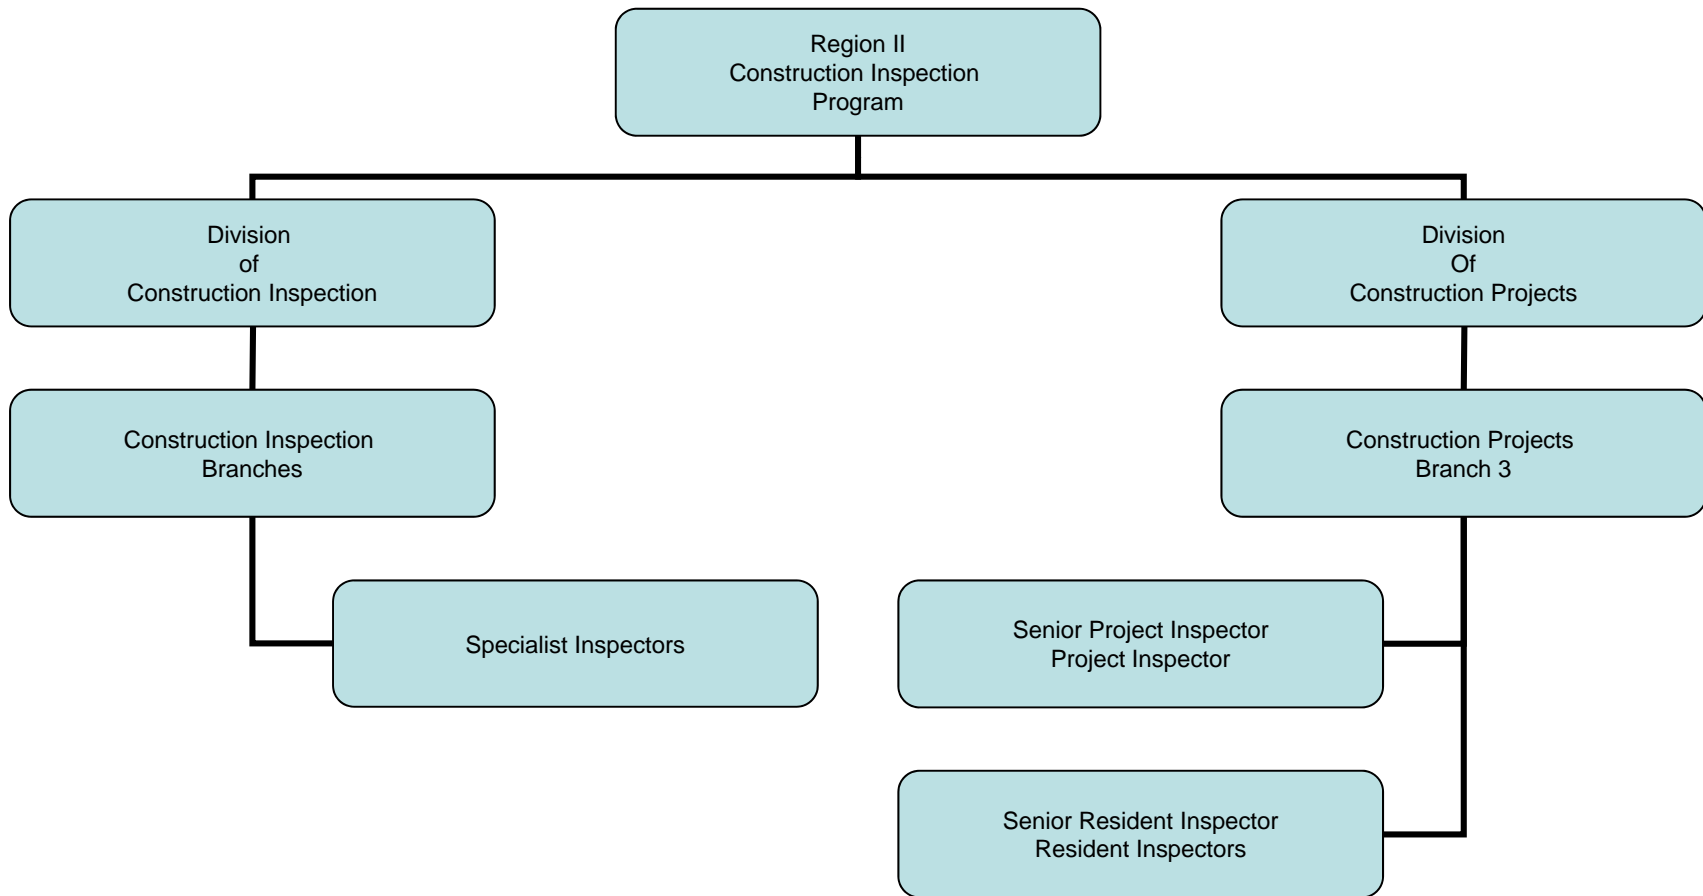 Region II
Construction Inspection
Program
Division
of
Construction Inspection
Division
Of
Construction Projects
Construction Inspection
Branches
Construction Projects
Branch 3
Specialist Inspectors
Senior Project Inspector
Project Inspector
Senior Resident Inspector
Resident Inspectors